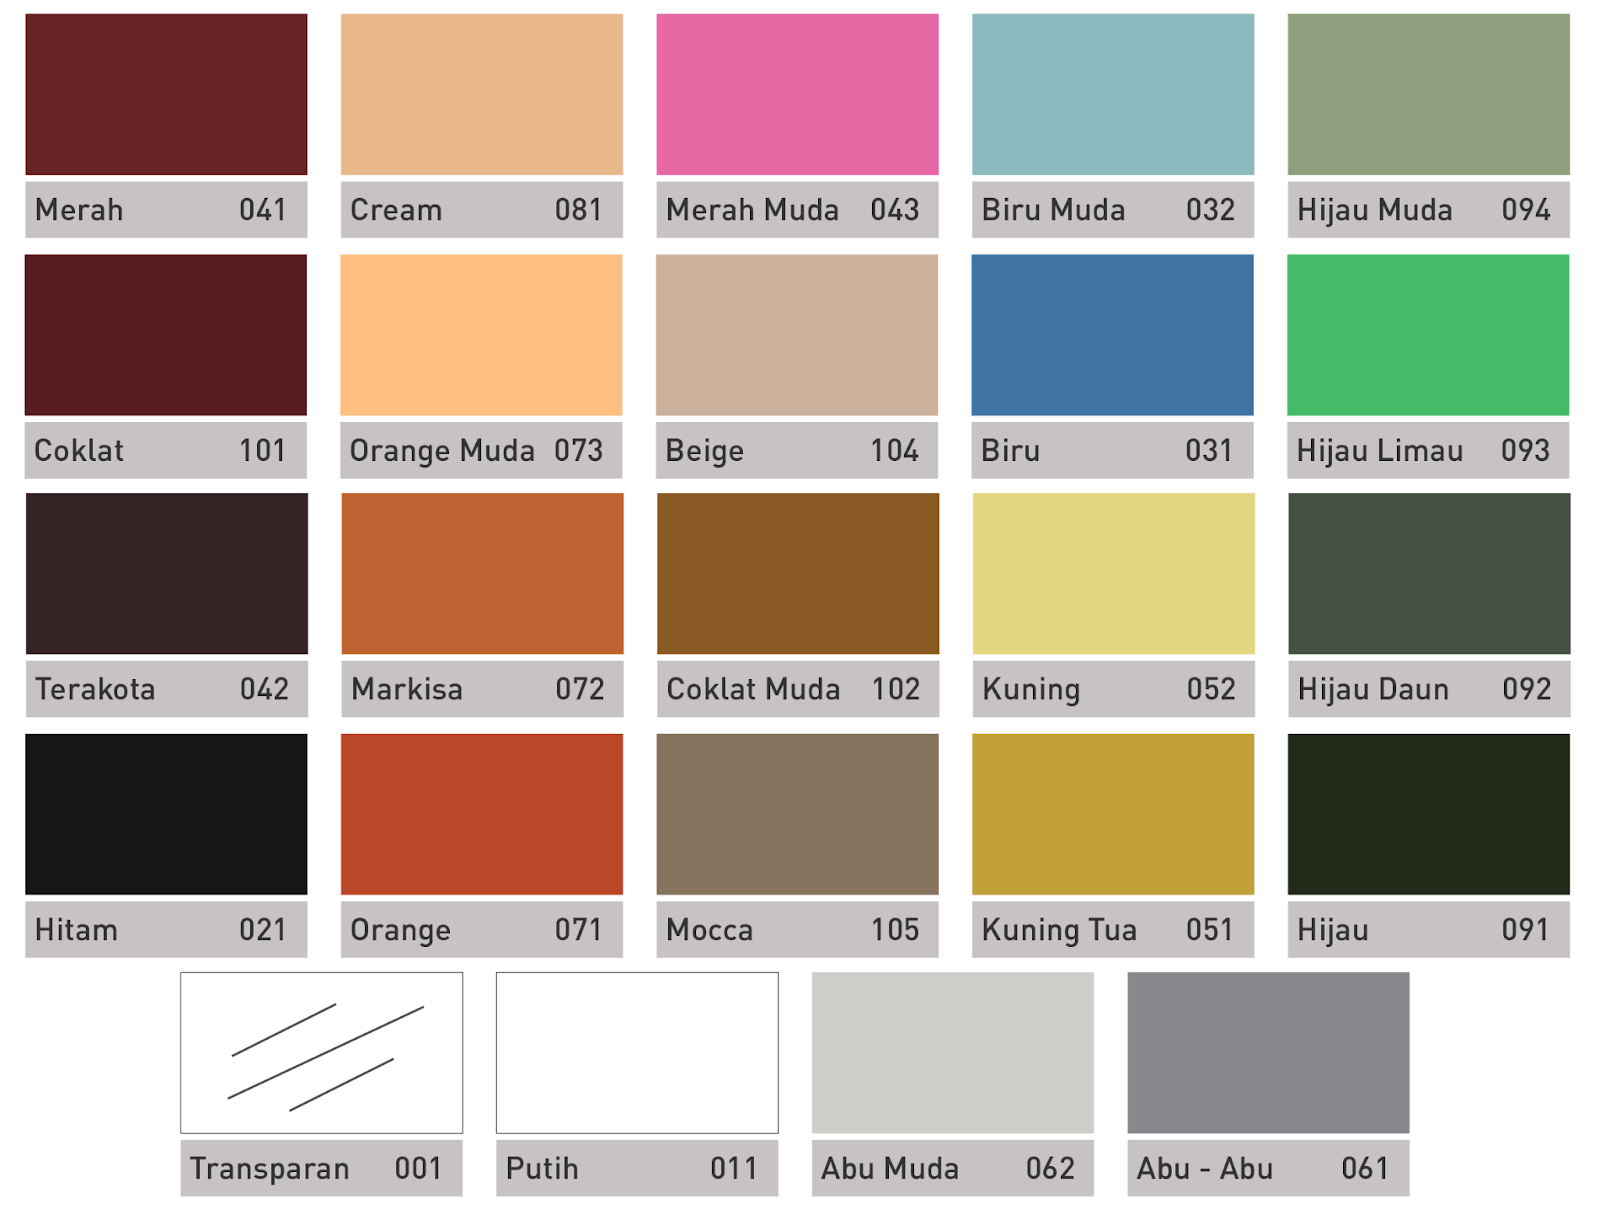 Merah 041
Cream 081
Merah Muda 043
Biru Muda 032
Hijau Muda 094
Coklat 101
Orange Muda 073
Beige 104
Biru 031
Hijau Limau 093
Terakota 042
Markisa 072
Coklat Muda 102
Kuning 052
Hijau Daun 092
Hitam 021
Orange 071
Mocca 105
Kuning Tua 051
Hijau 091
Transparan 001
Putih 011
Abu Muda 062
Abu - Abu 061